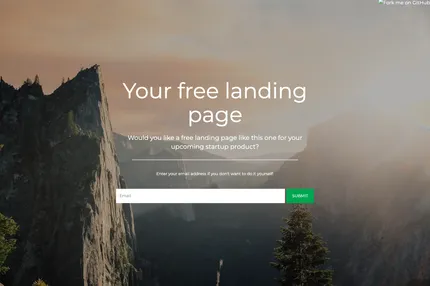 Fork me on GitHub
Your free landing
page
Would you like a free landing page like this one for your
upcoming startup product?
Enter your email address if you don't want to do it yourself
Email
SUBMIT